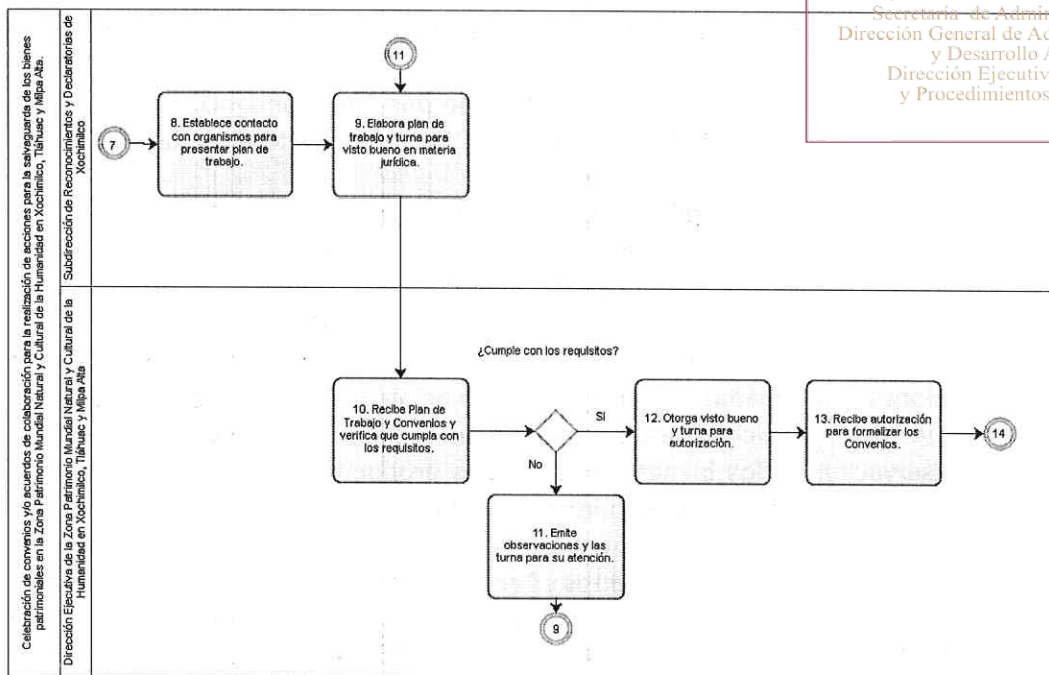 Secretaría de Admin
Dirección General de Ad
y Desarrollo A
Dirección Ejecutiv
y Procedimientos
Celebración de convenios y/o acuerdos de colaboración para la realización de acciones para la salvaguarda de los bienes
patrimoniales en la Zona Patrimonio Mundial Natural y Cultural de la Humanidad en Xochimilco, Tláhuac y Milpa Alta.
Subdirección de Reconocimientos y Declaratorias de
Xochimilco
7
8. Establece contacto
con organismos para
presentar plan de
trabajo.
11
9. Elabora plan de
trabajo y turna para
visto bueno en materia
jurídica.
Dirección Ejecutiva de la Zona Patrimonio Mundial Natural y Cultural de la
Humanidad en Xochimilco, Tláhuac y Milpa Alta
10. Recibe Plan de
Trabajo y Convenios y
verifica que cumpla con
los requisitos.
¿Cumple con los requisitos?
Si
No
11. Emite
observaciones y las
turna para su atención.
9
12. Otorga visto bueno
y turna para
autorización.
13. Recibe autorización
para formalizar los
Convenios.
14